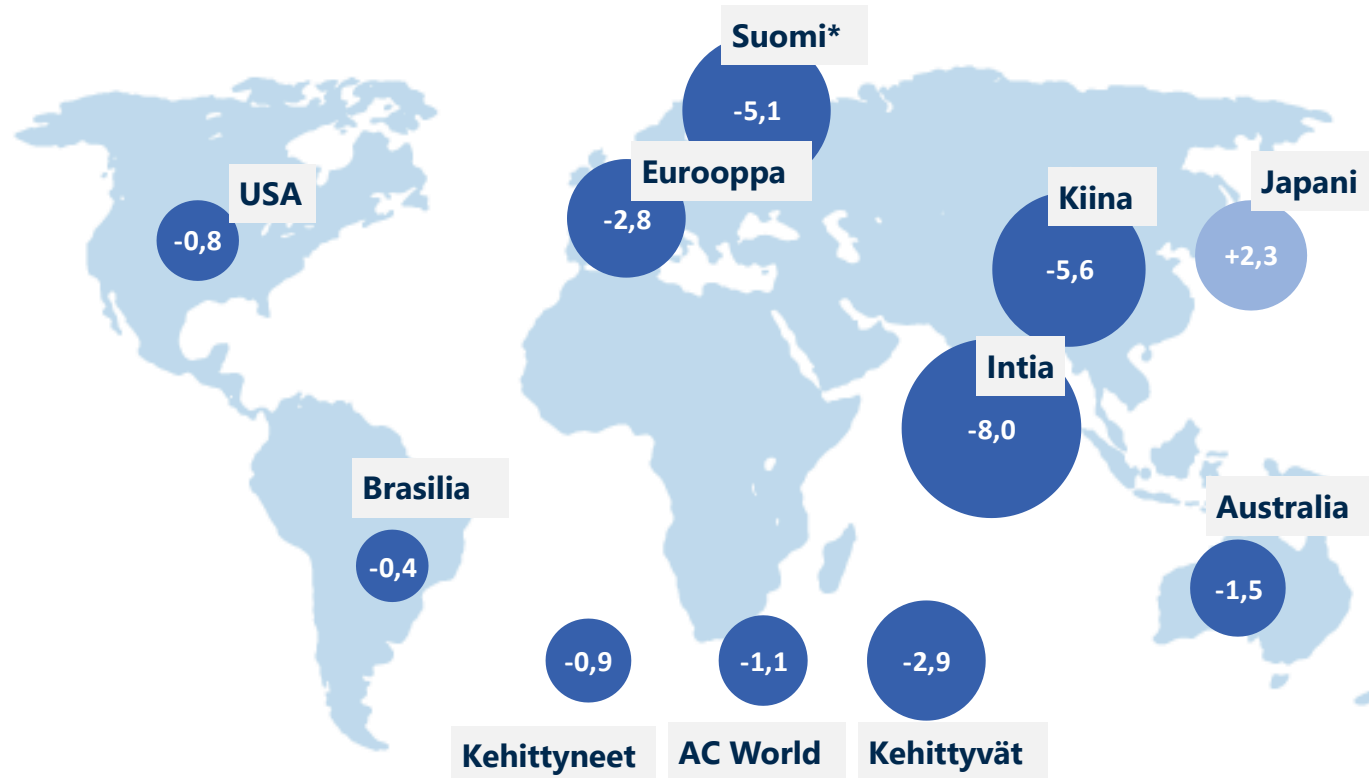 Suomi*
-5,1
Eurooppa
-2,8
USA
-0,8
Kiina
-5,6
Japani
+2,3
Intia
-8,0
Brasilia
-0,4
Australia
-1,5
-0,9
Kehittyneet
-1,1
AC World
-2,9
Kehittyvät